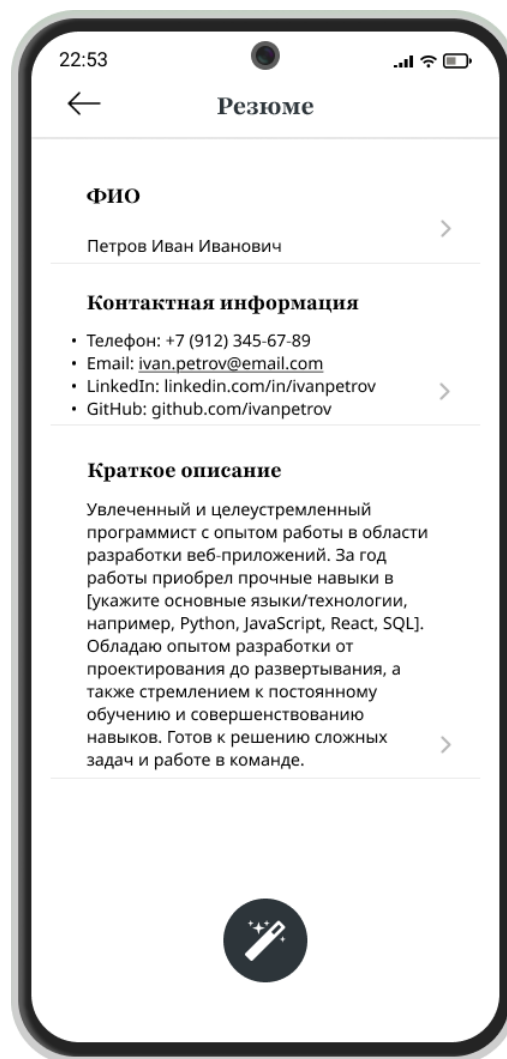 22:53
Резюме
ФИО
Петров Иван Иванович
Контактная информация
• Телефон: +7 (912) 345-67-89
• Email: ivan.petrov@email.com
• LinkedIn: linkedin.com/in/ivanpetrov
• GitHub: github.com/ivanpetrov
Краткое описание
Увлеченный и целеустремленный
программист с опытом работы в области
разработки веб-приложений. За год
работы приобрел прочные навыки в
[укажите основные языки/технологии,
например, Python, JavaScript, React, SQL].
Обладаю опытом разработки от
проектирования до развертывания, а
также стремлением к постоянному
обучению и совершенствованию
навыков. Готов к решению сложных
задач и работе в команде.